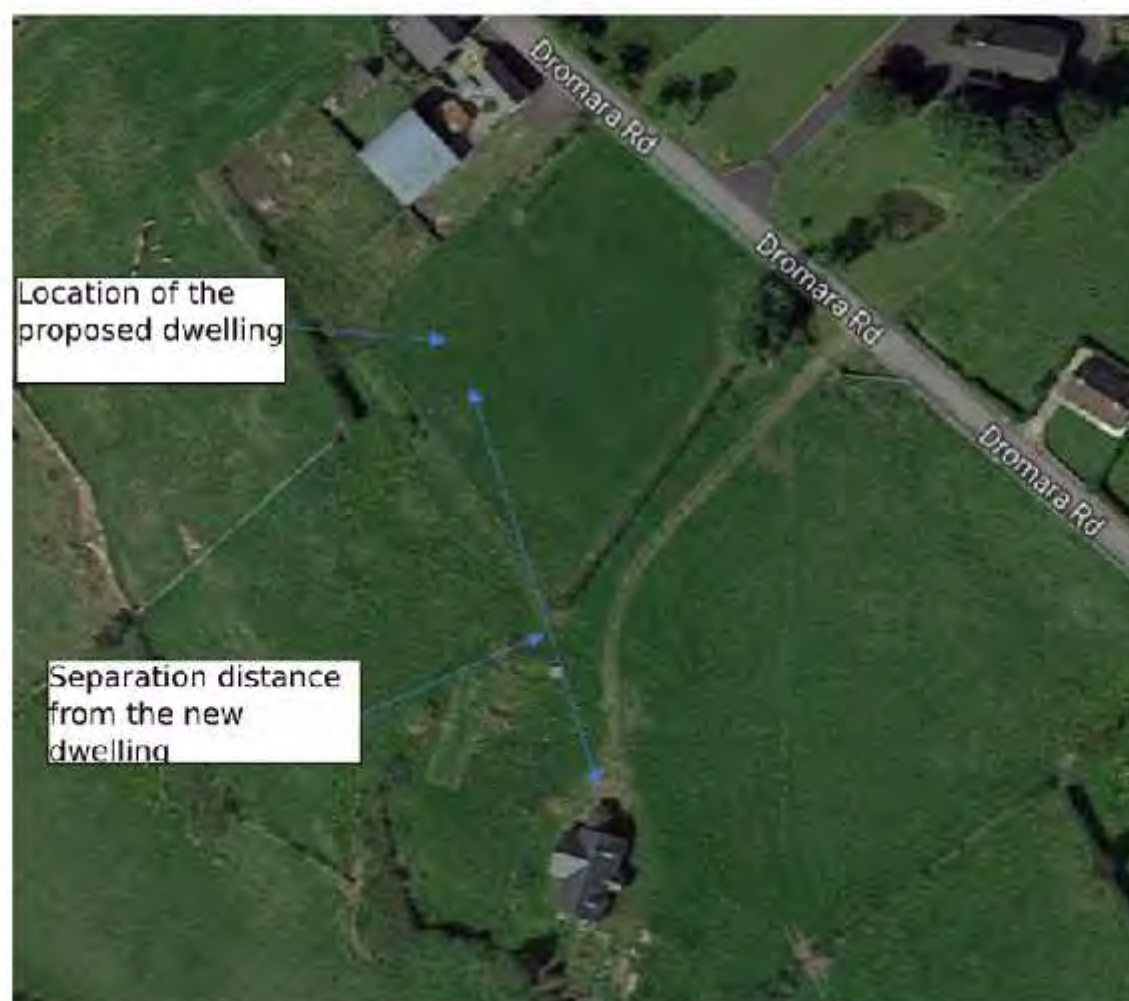 Dromara Rd
Dromara Rd
Dromara Rd
Location of the
proposed dwelling
Separation distance
from the new
dwelling